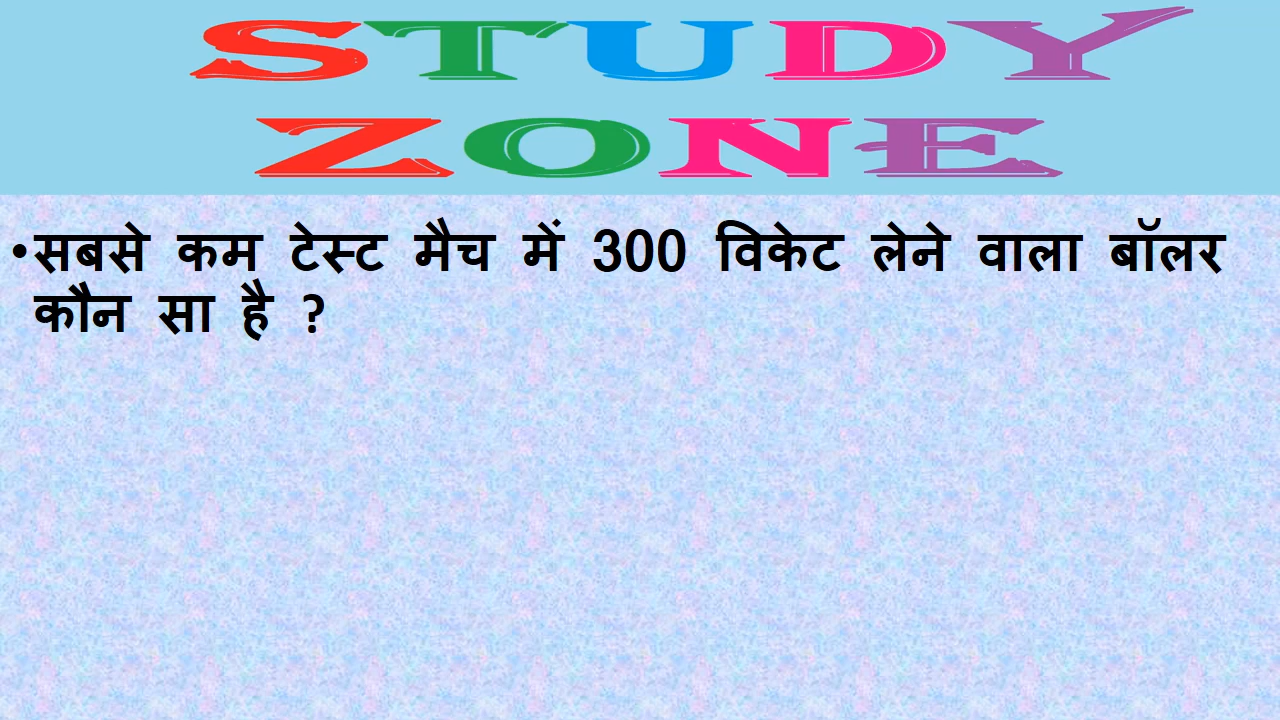 STUDY
ZONE
•सबसे कम टेस्ट मैच में 300 विकेट लेने वाला बॉलर
कौन सा है ?